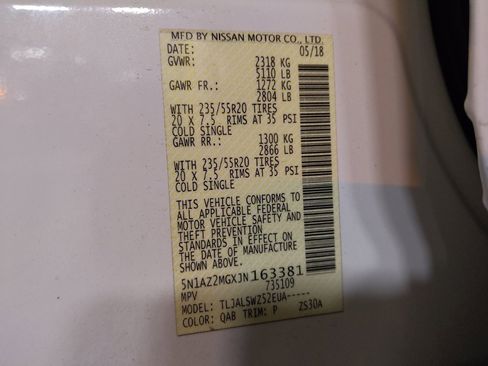 MFD BY NISSAN MOTOR CO., LTD.
DATE: 05/18
GVWR: 2318 KG
5110 LB
GAWR FR.: 1272 KG
2804 LB
WITH 235/55R20 TIRES
20 X 7.5 RIMS AT 35 PSI
COLD SINGLE
GAWR RR.: 1300 KG
2866 LB
WITH 235/55R20 TIRES
20 X 7.5 RIMS AT 35 PSI
COLD SINGLE
THIS VEHICLE CONFORMS TO
ALL APPLICABLE FEDERAL
MOTOR VEHICLE SAFETY AND
THEFT PREVENTION
STANDARDS IN EFFECT ON
THE DATE OF MANUFACTURE
SHOWN ABOVE.
5N1AZ2MGXJN163381
MPV 735109
MODEL: TLJALSWZ52EUA-----
COLOR: QAB TRIM: P ZS30A